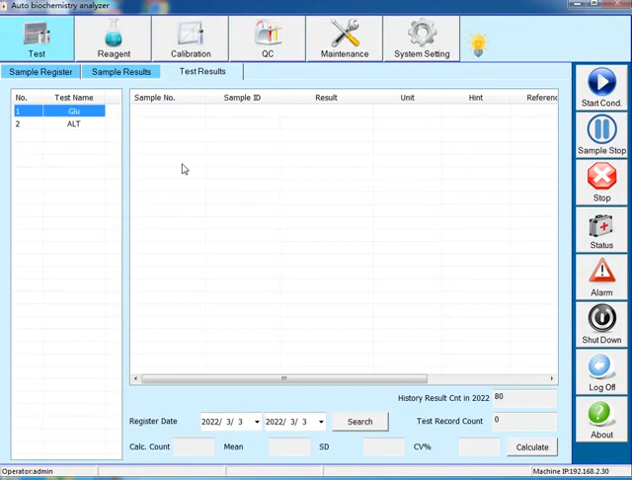 Auto biochemistry analyzer
Test
Reagent
Calibration
QC
Maintenance
System Setting
Sample Register
Sample Results
Test Results
No. Test Name
1 Glu
2 ALT
Sample No. Sample ID Result Unit Hint Referenc
Start Cond.
Sample Stop
Stop
Status
Alarm
Shut Down
Log Off
About
History Result Cnt in 2022 80
Register Date 2022/ 3/ 3 2022/ 3/ 3 Search Test Record Count 0
Calc. Count Mean SD CV% Calculate
Operator:admin Machine IP:192.168.2.30